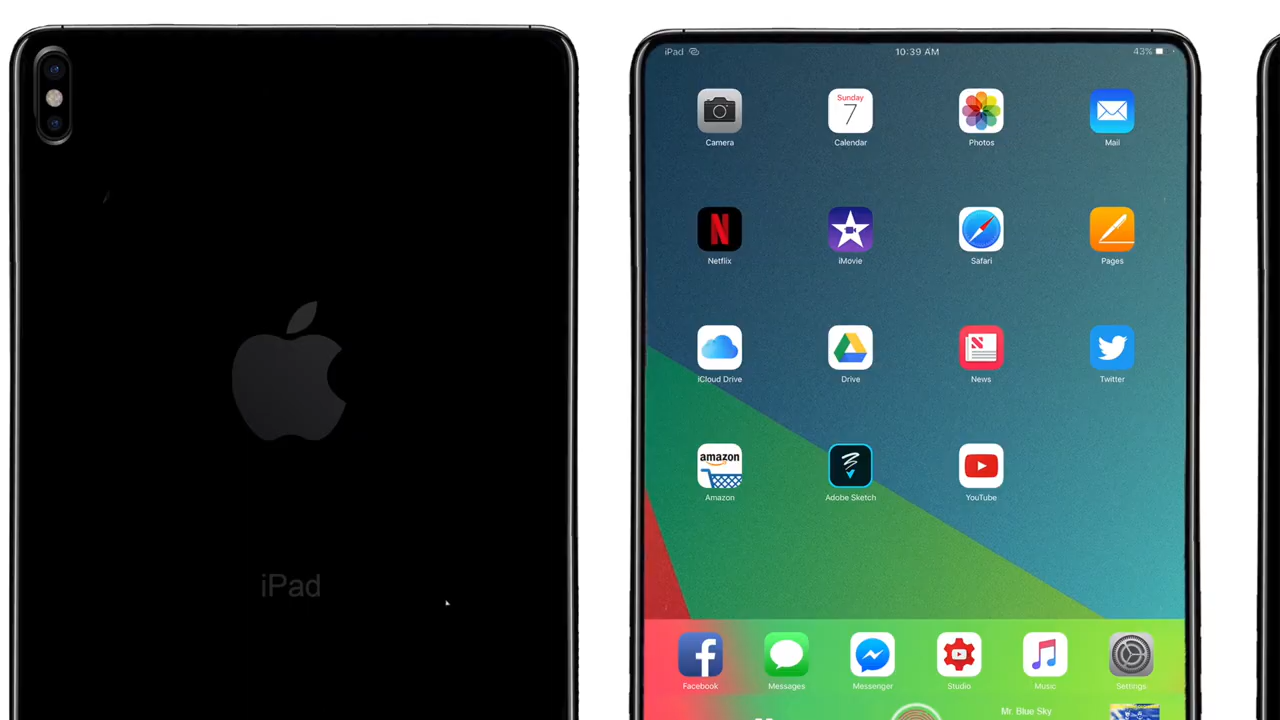 iPad
iPad 10:39 AM 43%
Sunday
7
Camera Calendar Photos Mail
N
Netflix iMovie Safari Pages
iCloud Drive Drive News Twitter
amazon
Amazon Adobe Sketch YouTube
Facebook Messages Messenger Studio Music Settings
Mr. Blue Sky